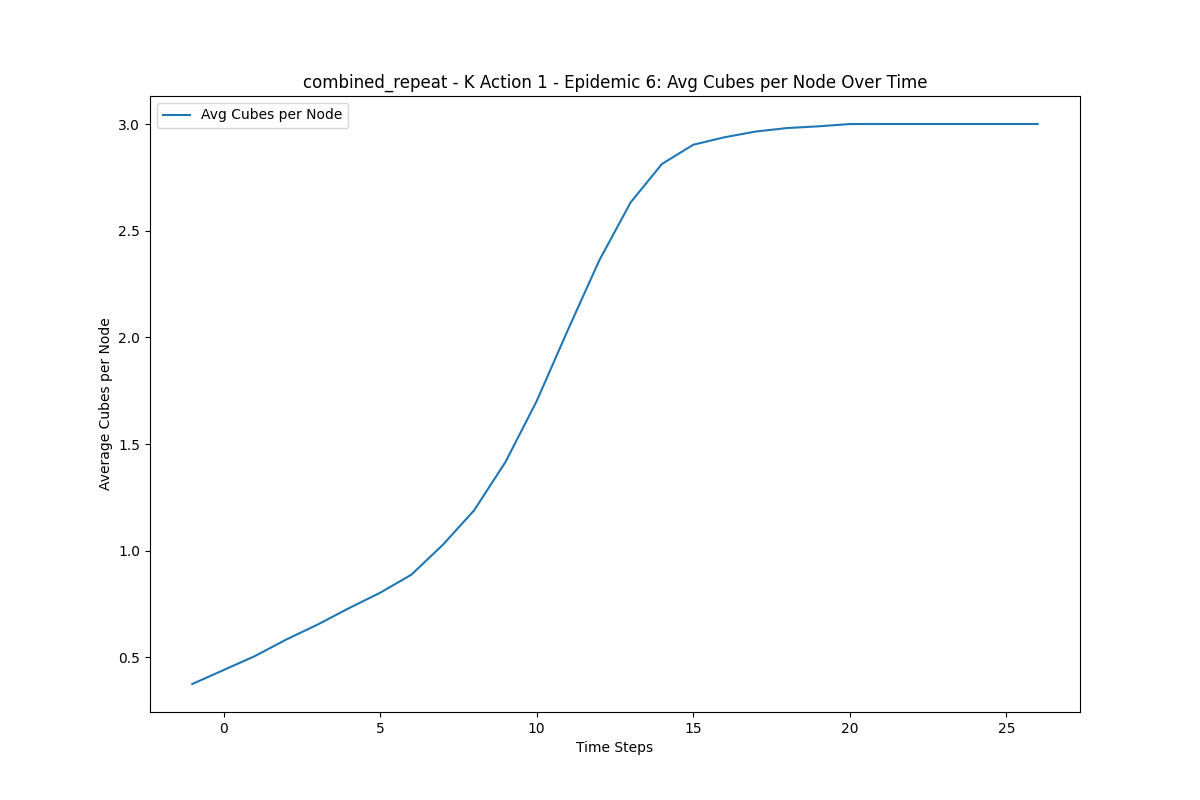 combined_repeat - K Action 1 - Epidemic 6: Avg Cubes per Node Over Time
Avg Cubes per Node
3.0
2.5
2.0
1.5
1.0
0.5
Average Cubes per Node
0 5 10 15 20 25
Time Steps